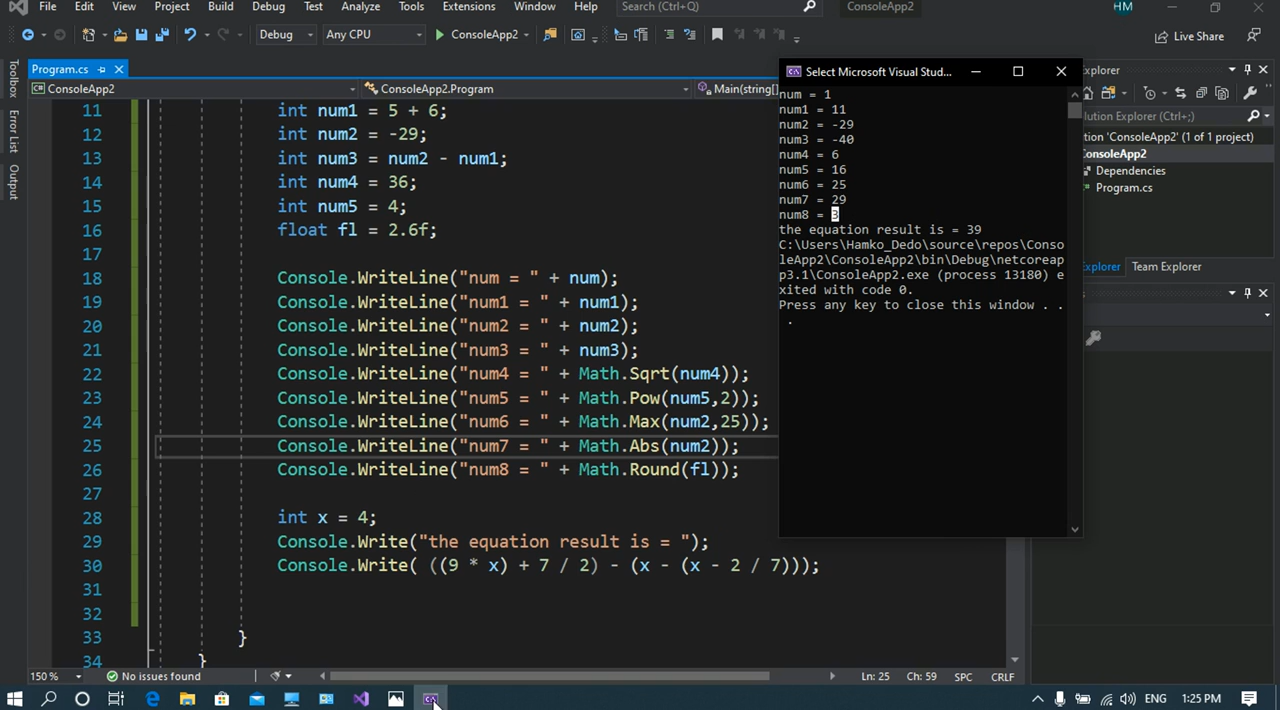 File Edit View Project Build Debug Test Analyze Tools Extensions Window Help Search (Ctrl+Q) ConsoleApp2 HM
Debug Any CPU ConsoleApp2 Live Share
Program.cs
ConsoleApp2 ConsoleApp2.Program Main(string[]
Toolbox
Error List
Output
11 int num1 = 5 + 6;
12 int num2 = -29;
13 int num3 = num2 - num1;
14 int num4 = 36;
15 int num5 = 4;
16 float fl = 2.6f;
17
18 Console.WriteLine("num = " + num);
19 Console.WriteLine("num1 = " + num1);
20 Console.WriteLine("num2 = " + num2);
21 Console.WriteLine("num3 = " + num3);
22 Console.WriteLine("num4 = " + Math.Sqrt(num4));
23 Console.WriteLine("num5 = " + Math.Pow(num5,2));
24 Console.WriteLine("num6 = " + Math.Max(num2,25));
25 Console.WriteLine("num7 = " + Math.Abs(num2));
26 Console.WriteLine("num8 = " + Math.Round(fl));
27
28 int x = 4;
29 Console.Write("the equation result is = ");
30 Console.Write( ((9 * x) + 7 / 2) - (x - (x - 2 / 7)));
31
32
33 }
34 }
Select Microsoft Visual Stud...
num = 1
num1 = 11
num2 = -29
num3 = -40
num4 = 6
num5 = 16
num6 = 25
num7 = 29
num8 = 3
the equation result is = 39
C:\Users\Hamko_Dedo\source\repos\Conso
leApp2\ConsoleApp2\bin\Debug\netcoreap
p3.1\ConsoleApp2.exe (process 13180) e
xited with code 0.
Press any key to close this window . .
.
xplorer
olution Explorer (Ctrl+;)
tion 'ConsoleApp2' (1 of 1 project)
onsoleApp2
Dependencies
Program.cs
xplorer Team Explorer
150 % No issues found Ln: 25 Ch: 59 SPC CRLF
ENG 1:25 PM